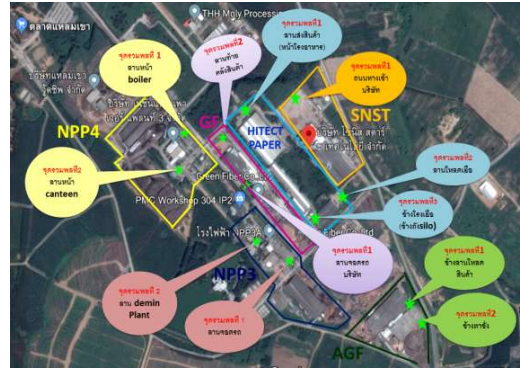 ตลาดแหลมเขา
THH Moly Processing
จุดรวมพลที่ 1
ลานหน้า
boiler
จุดรวมพลที่2
ลานท้าย
คลังสินค้า
จุดรวมพลที่1
ลานส่งสินค้า
(หน้าโรงอาหาร)
จุดรวมพลที่1
ถนนทางเข้า
บริษัท
SNST
NPP4
GF
HITECT
PAPER
จุดรวมพลที่2
ลานหน้า
canteen
Green Fiber Co.,Ltd
PMC Workshop 304 IP2
โรงไฟฟ้า NPP3A
Fiber Co.,Ltd
จุดรวมพลที่2
ลานโหลดเยื่อ
จุดรวมพลที่3
ข้างโรงเยื่อ
(ข้างถังsilo)
จุดรวมพลที่1
ลานจอดรถ
บริษัท
NPP3
จุดรวมพลที่ 2
ลาน demin
Plant
จุดรวมพลที่ 1
ลานจอดรถ
จุดรวมพลที่1
ข้างลานโหลด
สินค้า
จุดรวมพลที่2
ข้างตาชั่ง
AGF